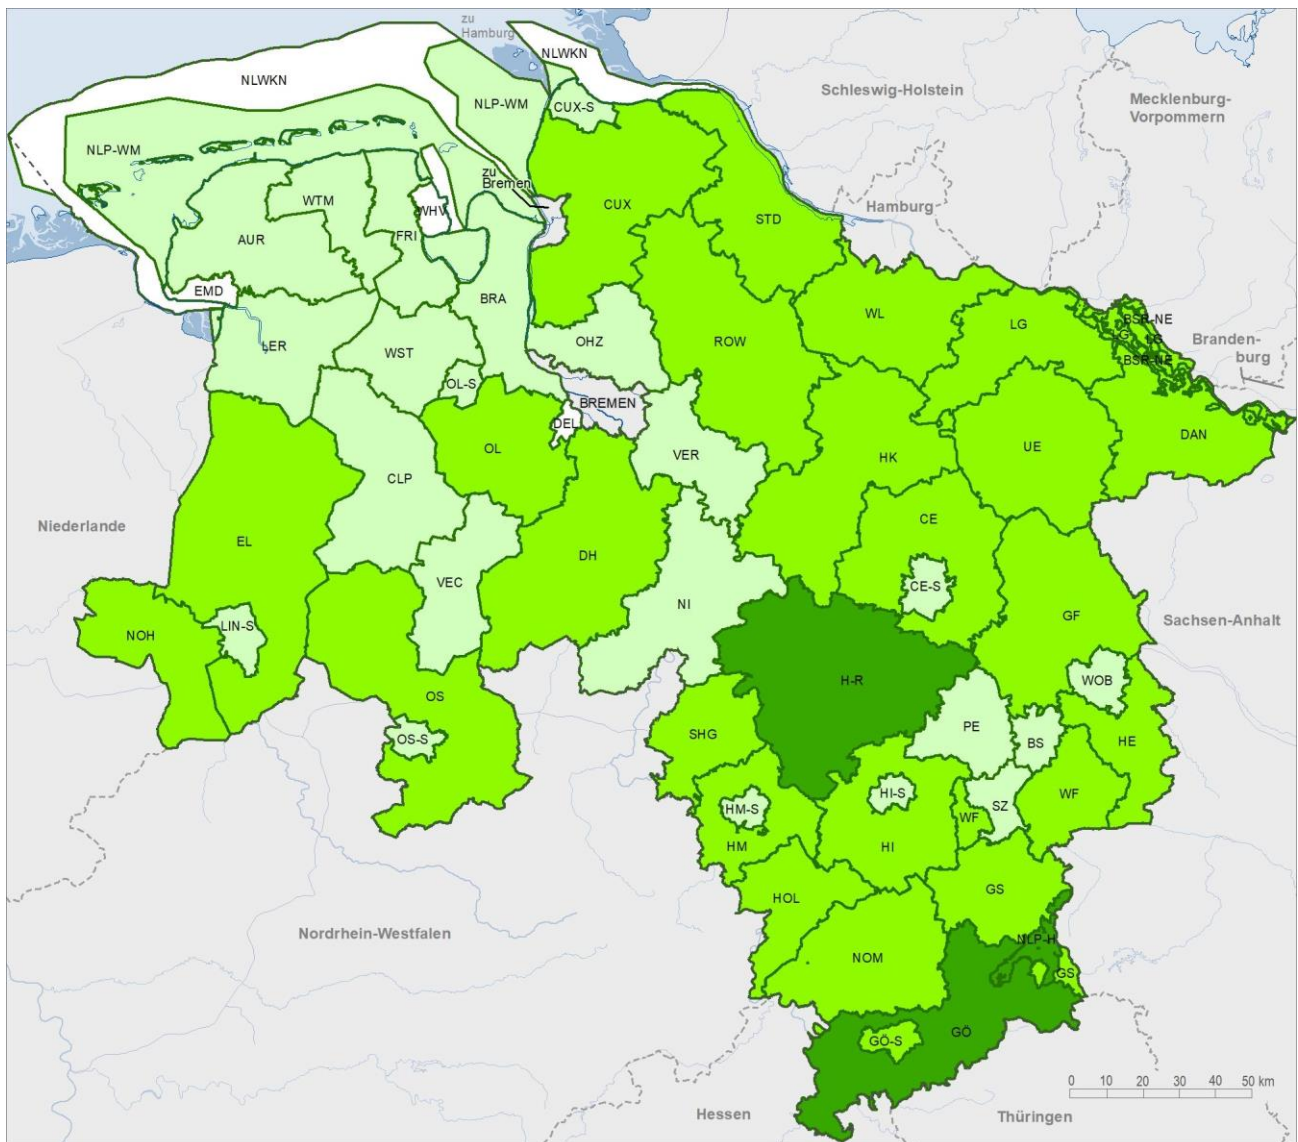 zu
Hamburg
NLWKN
NLWKN
Schleswig-Holstein
Mecklenburg-
Vorpommern
NLP-WM
CUX-S
NLP-WM
zu
Bremen
WTM
WHV
CUX
Hamburg
STD
AUR
FRI
EMD
BRA
WL
LG
BSR-NE
LG
LG
BSR-NE
Branden-
burg
LER
WST
OHZ
ROW
OL-S
BREMEN
DEL
DAN
OL
VER
HK
UE
CLP
Niederlande
EL
DH
CE
VEC
CE-S
NI
GF
Sachsen-Anhalt
NOH
LIN-S
H-R
WOB
OS
PE
SHG
BS
HE
OS-S
HM-S
HI-S
SZ
WF
WF
HM
HI
HOL
GS
Nordrhein-Westfalen
NLP-H
NOM
GS
GÖ
GÖ-S
0 10 20 30 40 50 km
Hessen
Thüringen